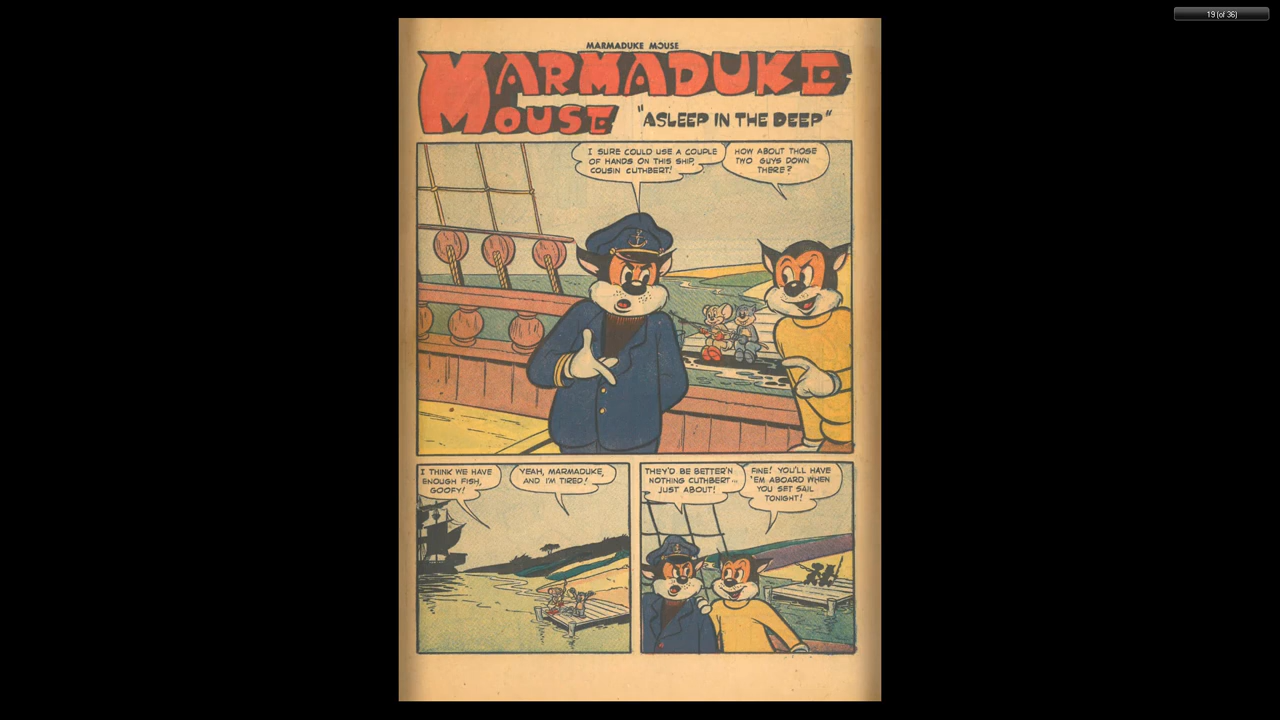 19 (of 36)
MARMADUKE MOUSE
MARMADUKE
MOUSE
"ASLEEP IN THE DEEP"
I SURE COULD USE A COUPLE
OF HANDS ON THIS SHIP,
COUSIN CUTHBERT!
HOW ABOUT THOSE
TWO GUYS DOWN
THERE?
I THINK WE HAVE
ENOUGH FISH,
GOOFY!
YEAH, MARMADUKE,
AND I'M TIRED!
THEY'D BE BETTER'N
NOTHING CUTHBERT...
JUST ABOUT!
FINE! YOU'LL HAVE
'EM ABOARD WHEN
YOU SET SAIL
TONIGHT!